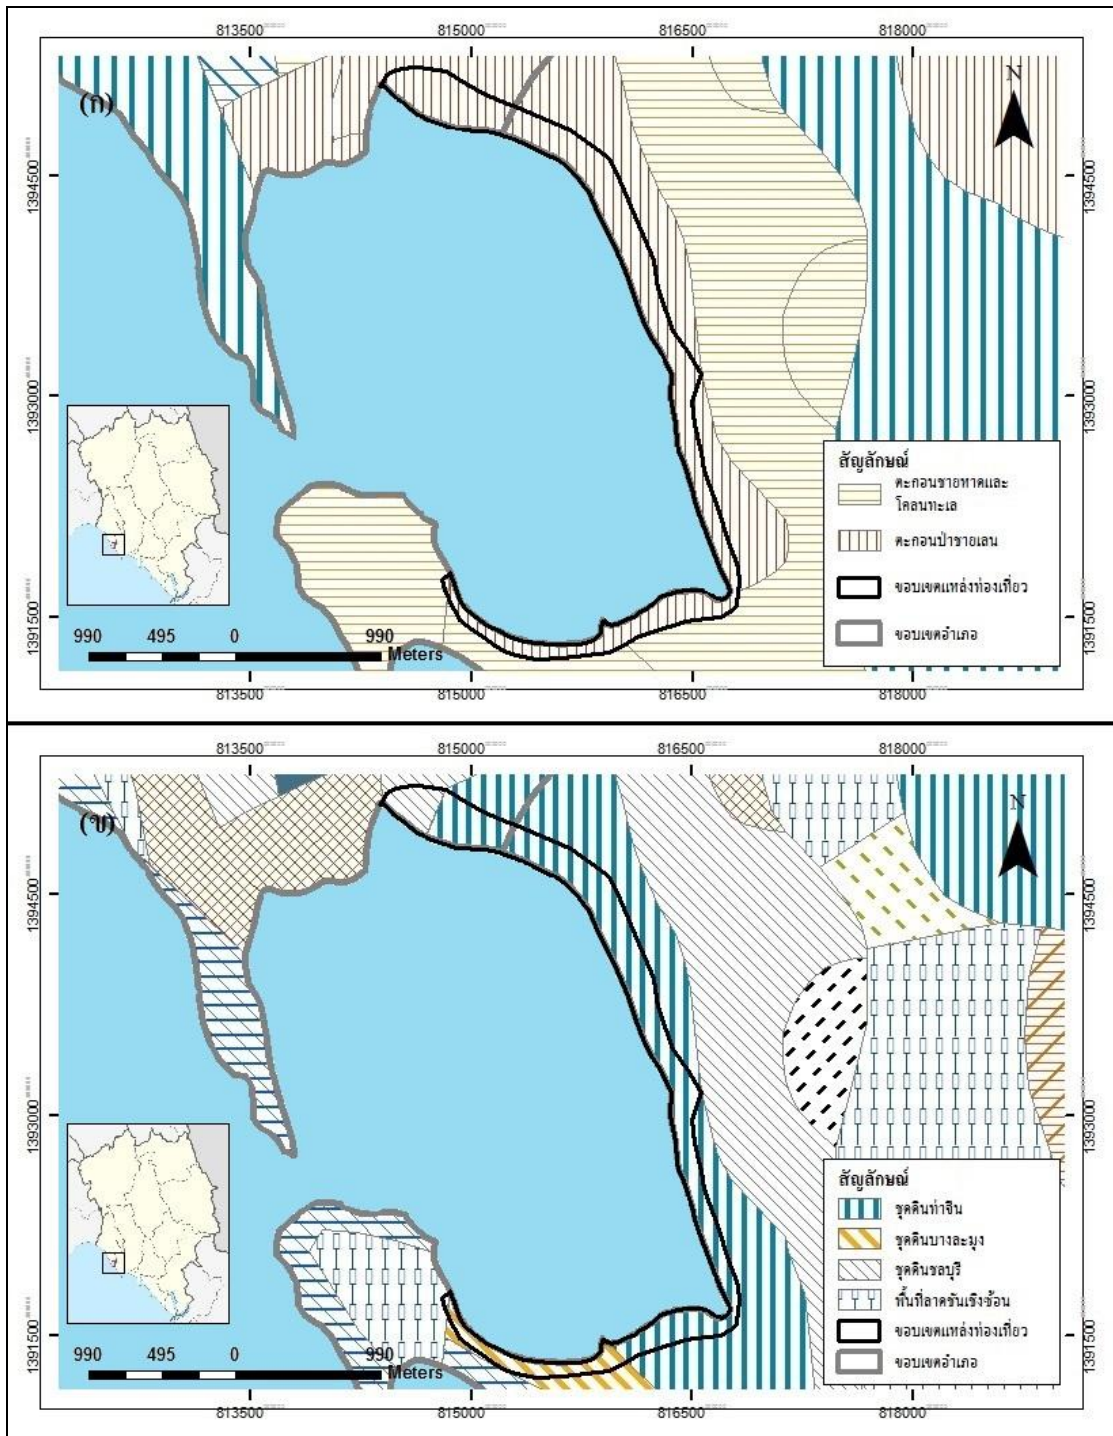 813500 815000 816500 818000
(ก)
N
1394500 1394500
1393000 1393000
1391500 1391500
สัญลักษณ์
ตะกอนชายหาดและ
โคลนทะเล
ตะกอนป่าชายเลน
ขอบเขตแหล่งท่องเที่ยว
ขอบเขตอำเภอ
990 495 0 990
Meters
813500 815000 816500 818000
813500 815000 816500 818000
(ข)
N
1394500 1394500
1393000 1393000
1391500 1391500
สัญลักษณ์
ชุดดินท่าจีน
ชุดดินบางละมุง
ชุดดินชลบุรี
พื้นที่ลาดชันเชิงซ้อน
ขอบเขตแหล่งท่องเที่ยว
ขอบเขตอำเภอ
990 495 0 990
Meters
813500 815000 816500 818000